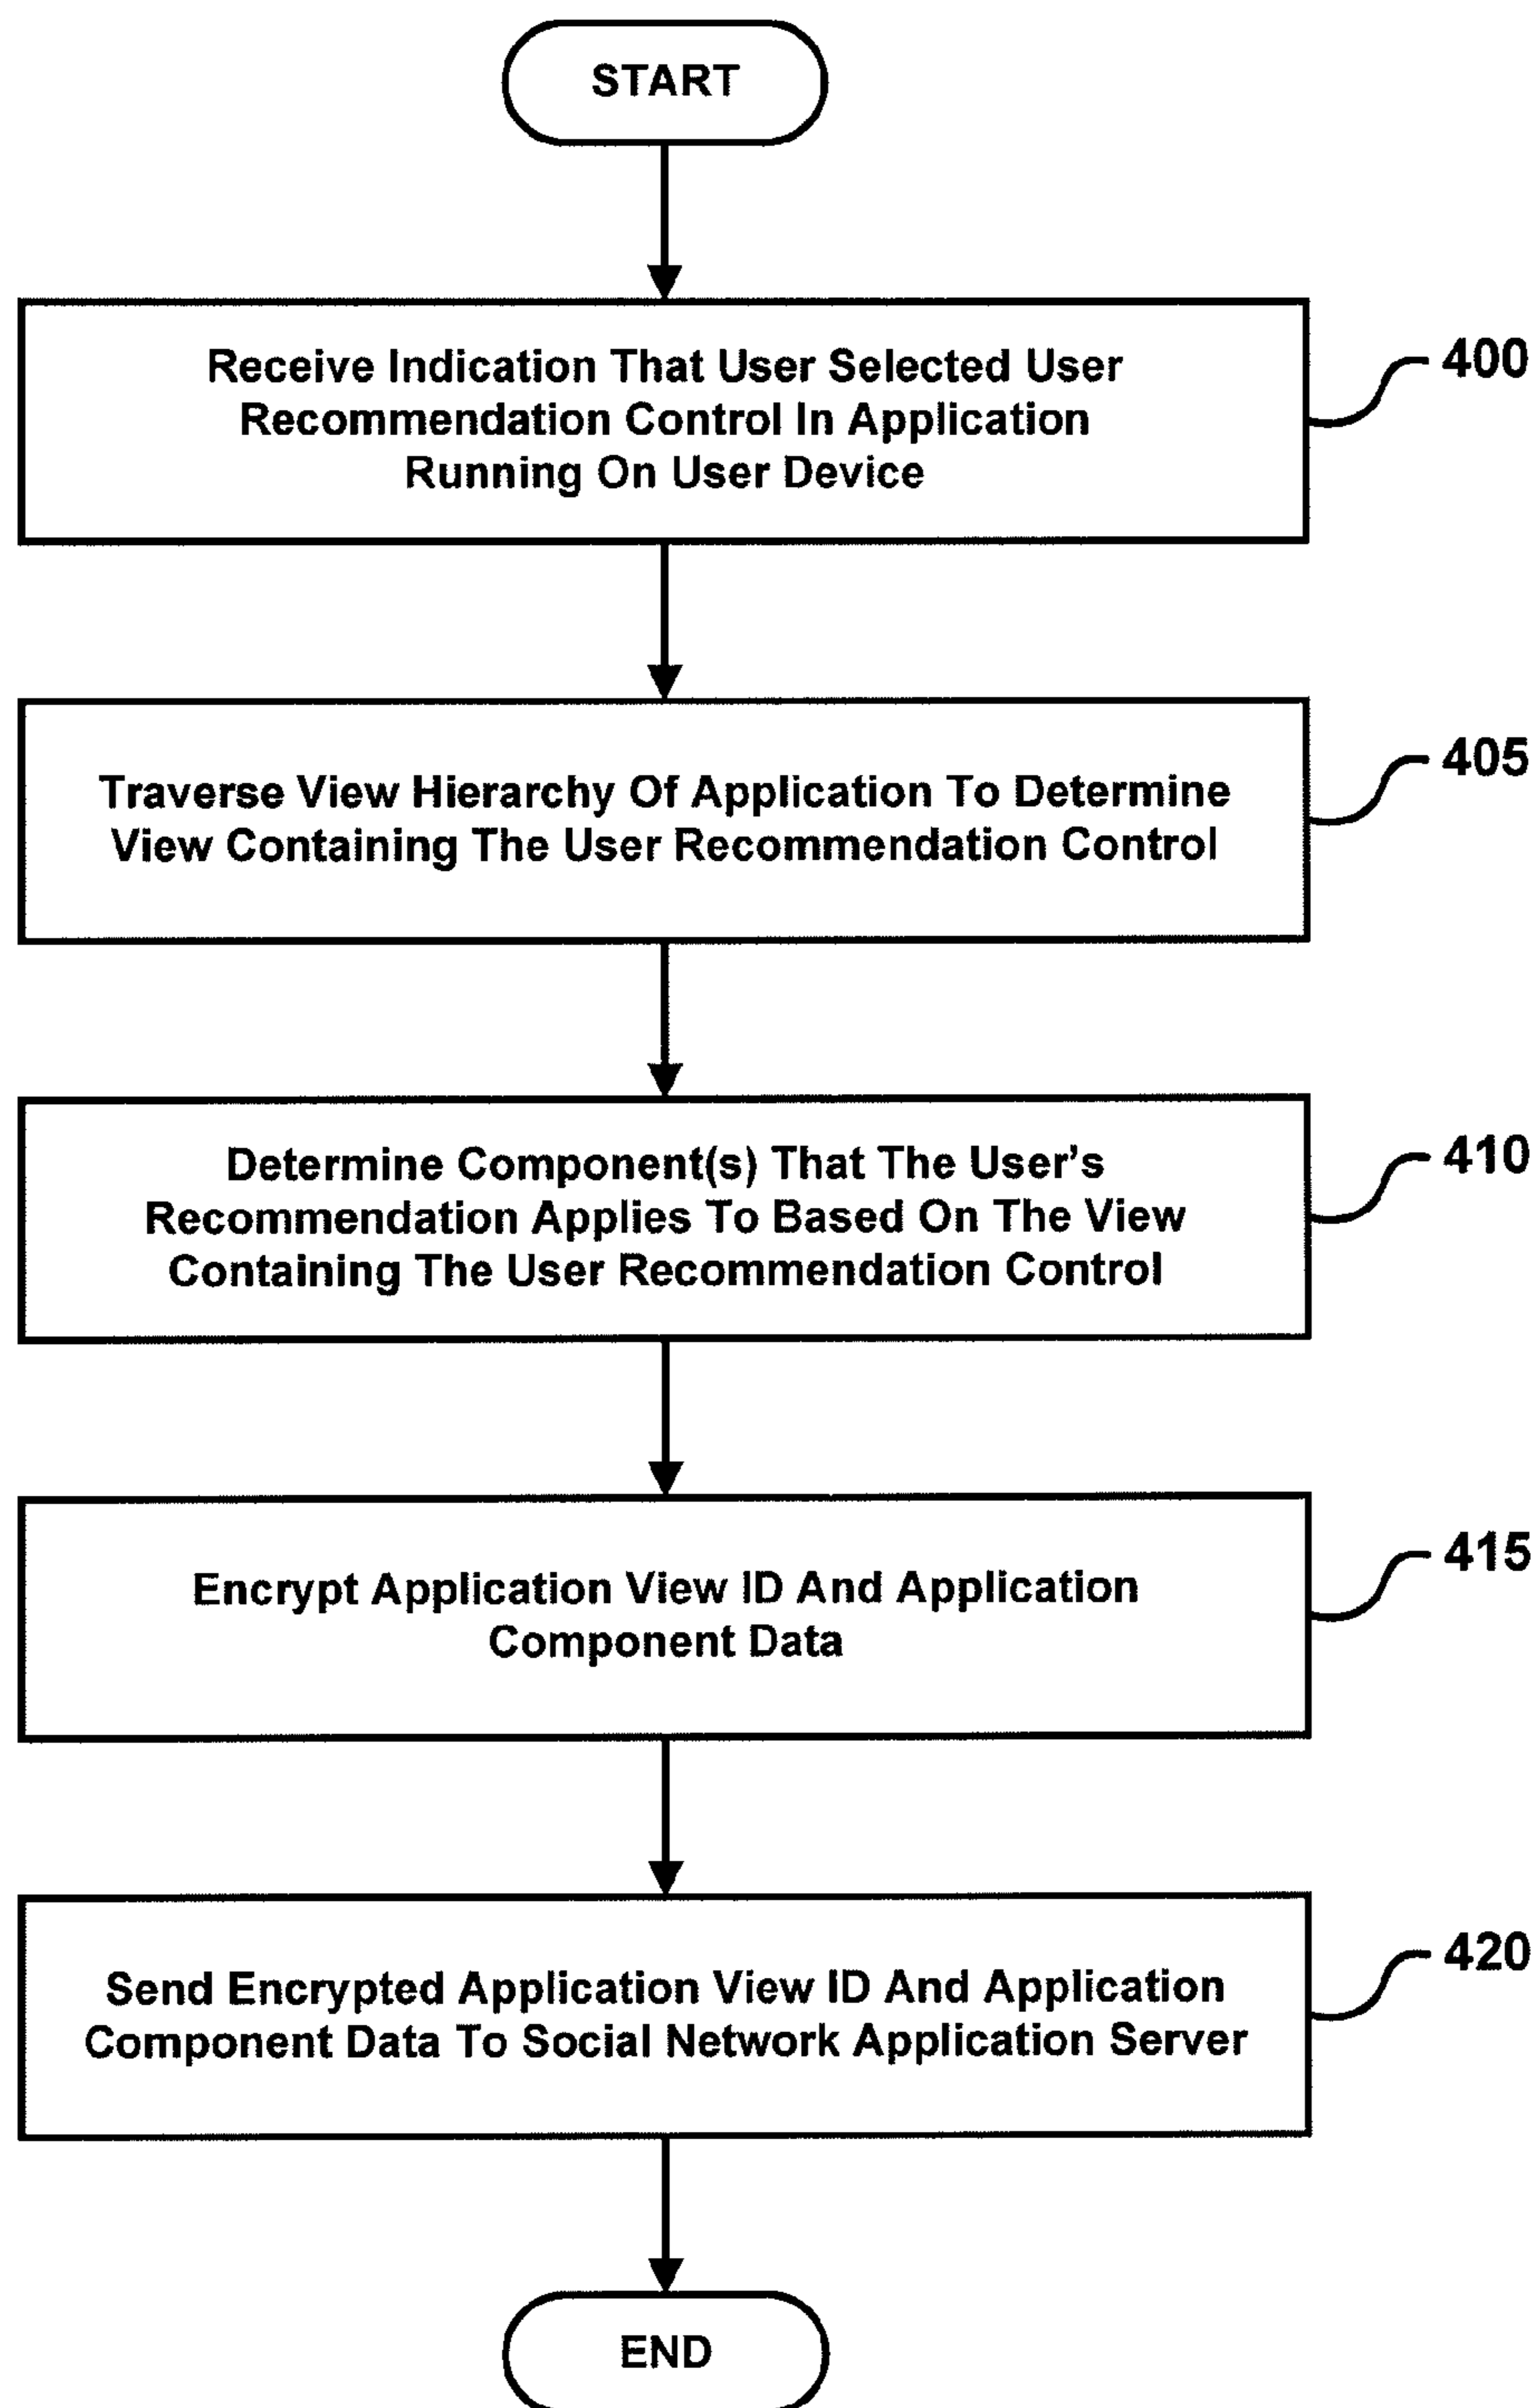 START
Receive Indication That User Selected User
Recommendation Control In Application
Running On User Device
400
Traverse View Hierarchy Of Application To Determine
View Containing The User Recommendation Control
405
Determine Component(s) That The User's
Recommendation Applies To Based On The View
Containing The User Recommendation Control
410
Encrypt Application View ID And Application
Component Data
415
Send Encrypted Application View ID And Application
Component Data To Social Network Application Server
420
END